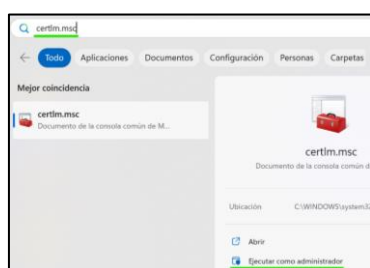 certlm.msc
Todo Aplicaciones Documentos Configuración Personas Carpetas
Mejor coincidencia
certlm.msc
Documento de la consola común de M...
certlm.msc
Documento de la consola común d
Ubicación C:\WINDOWS\system32
Abrir
Ejecutar como administrador